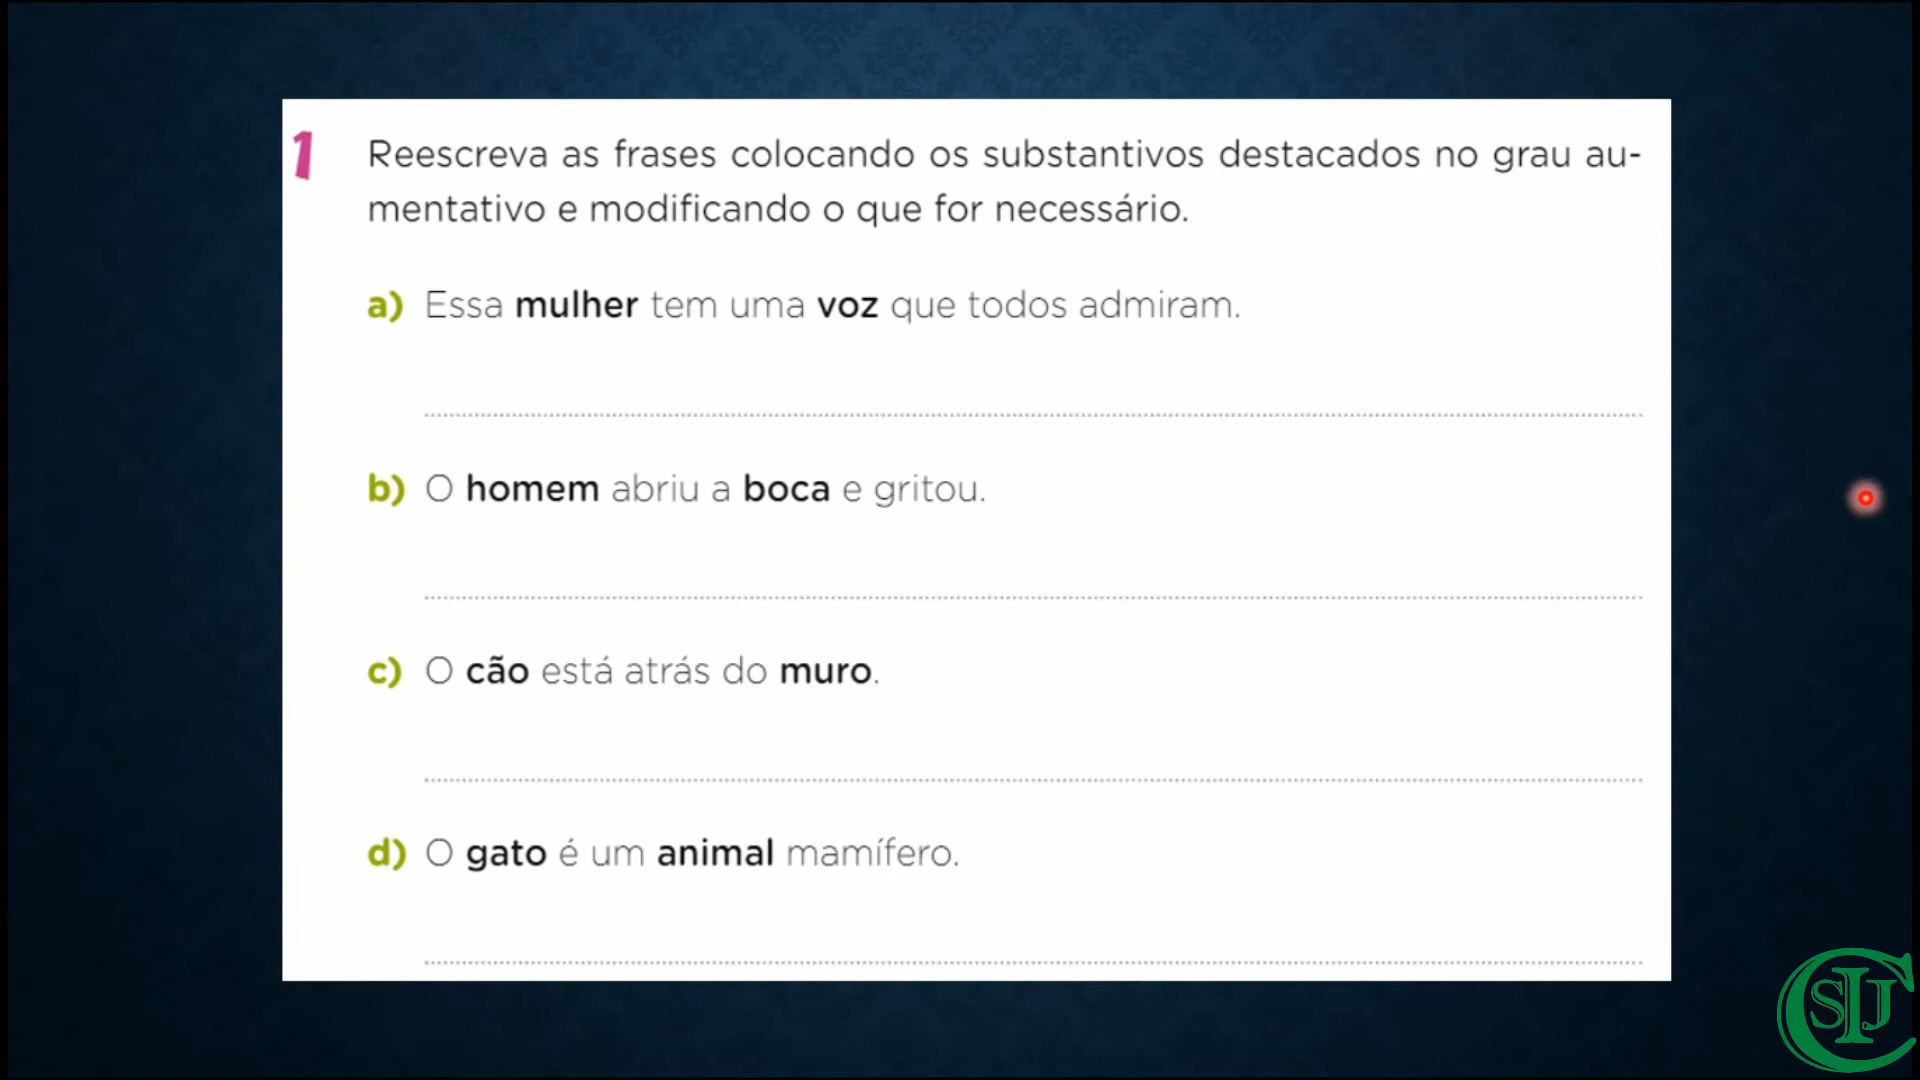 1 Reescreva as frases colocando os substantivos destacados no grau au-
mentativo e modificando o que for necessário.
a) Essa mulher tem uma voz que todos admiram.
b) O homem abriu a boca e gritou.
c) O cão está atrás do muro.
d) O gato é um animal mamífero.
CSIJ